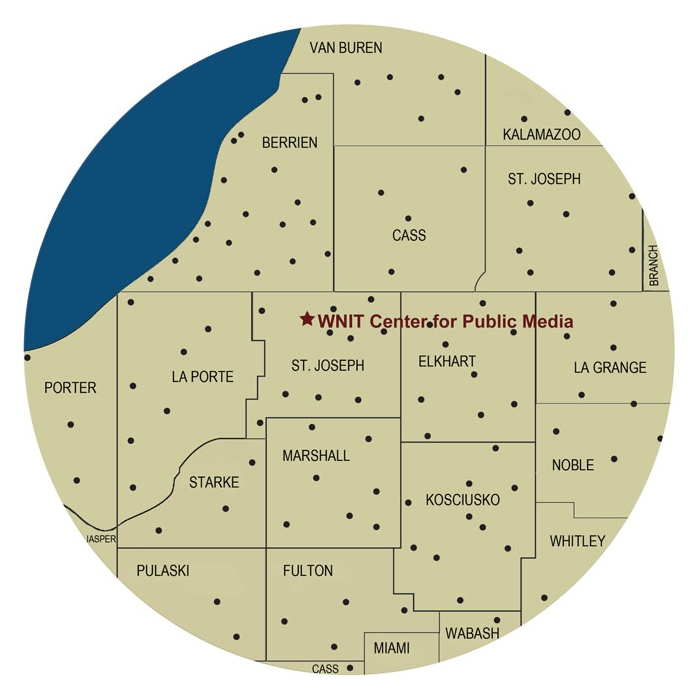 VAN BUREN
KALAMAZOO
BERRIEN
ST. JOSEPH
CASS
BRANCH
WNIT Center for Public Media
ST. JOSEPH
ELKHART
LA GRANGE
LA PORTE
PORTER
MARSHALL
NOBLE
STARKE
KOSCIUSKO
JASPER
WHITLEY
PULASKI
FULTON
WABASH
MIAMI
CASS